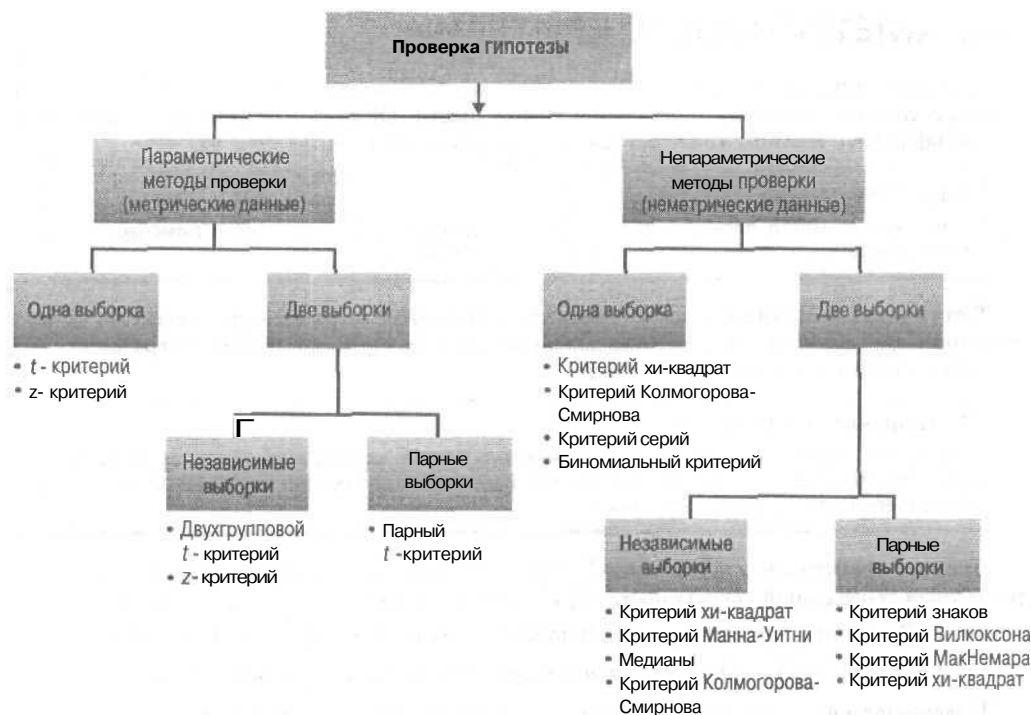 Проверка гипотезы
Параметрические
методы проверки
(метрические данные)
Непараметрические
методы проверки
(неметрические данные)
Одна выборка
Две выборки
Одна выборка
Две выборки
• t - критерий
• z- критерий
• Критерий хи-квадрат
• Критерий Колмогорова-
Смирнова
• Критерий серий
• Биномиальный критерий
Независимые
выборки
Парные
выборки
• Двухгрупповой
t - критерий
• z- критерий
• Парный
t -критерий
Независимые
выборки
Парные
выборки
• Критерий хи-квадрат
• Критерий Манна-Уитни
• Медианы
• Критерий Колмогорова-
Смирнова
• Критерий знаков
• Критерий Вилкоксона
• Критерий МакНемара
• Критерий хи-квадрат